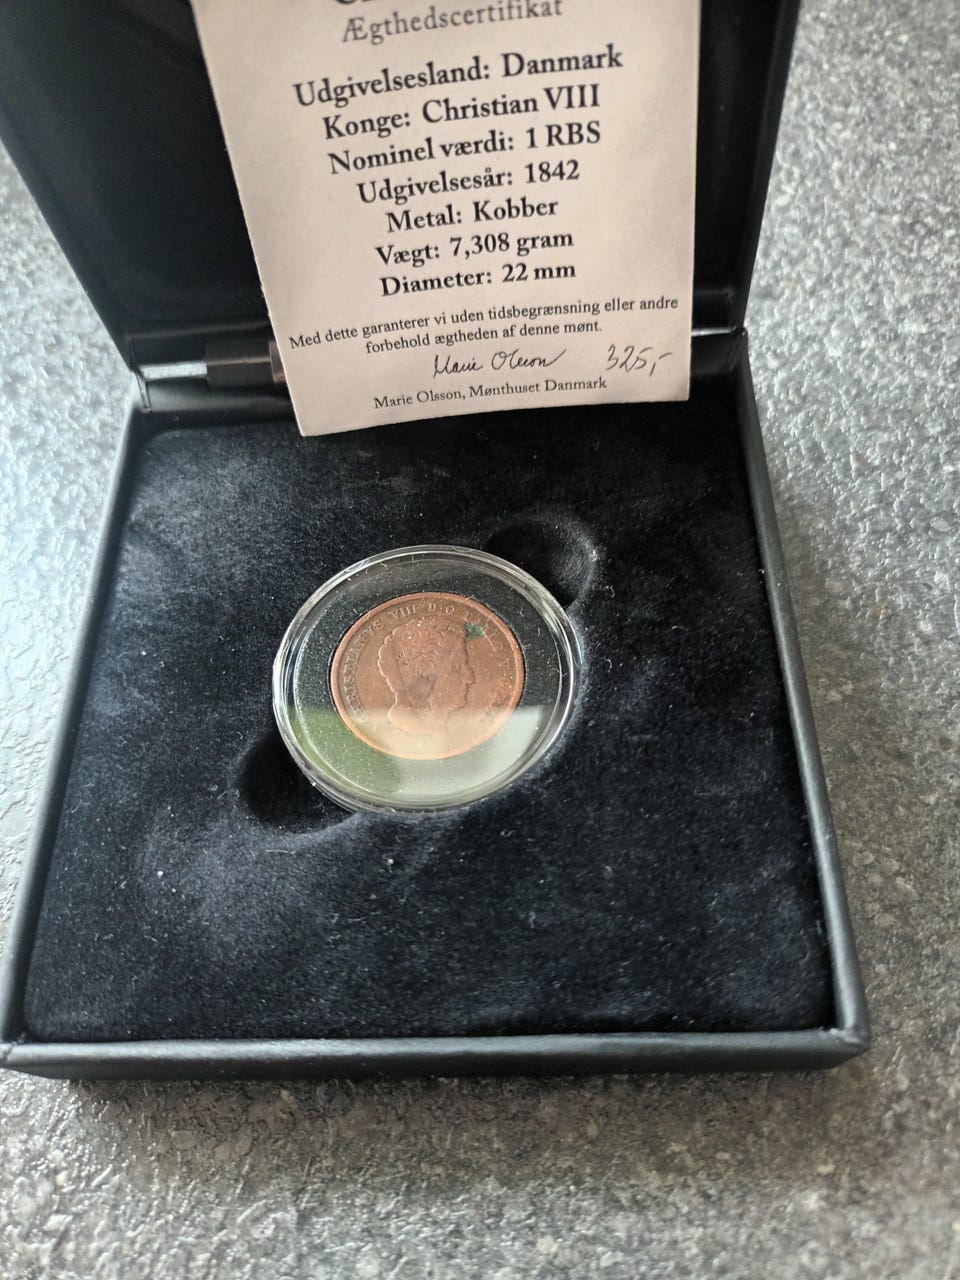 Ægthedscertifikat
Udgivelsesland: Danmark
Konge: Christian VIII
Nominel værdi: 1 RBS
Udgivelsesår: 1842
Metal: Kobber
Vægt: 7,308 gram
Diameter: 22 mm
Med dette garanterer vi uden tidsbegrænsning eller andre
forbehold ægtheden af denne mønt.
Marie Olsson 325,-
Marie Olsson, Mønthuset Danmark
VIII D:G